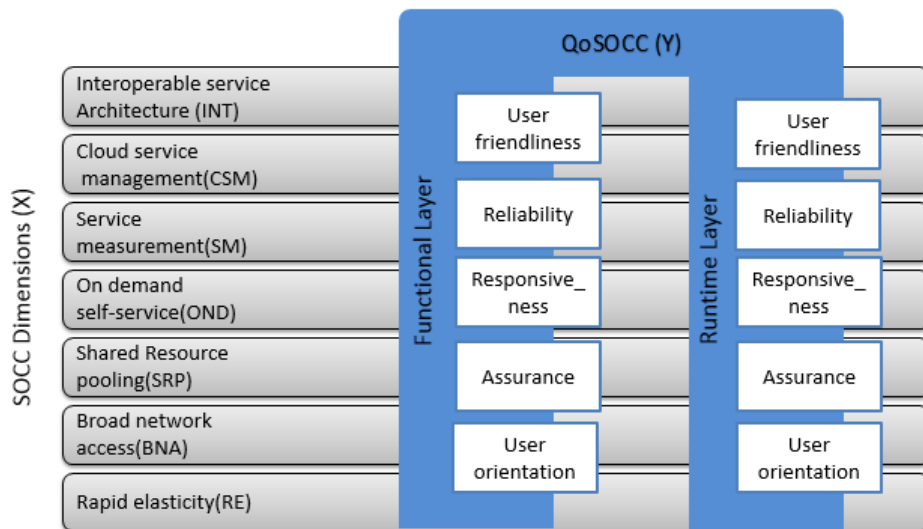 QoSOCC (Y)
SOCC Dimensions (X)
Interoperable service
Architecture (INT)
Cloud service
management(CSM)
Service
measurement(SM)
On demand
self-service(OND)
Shared Resource
pooling(SRP)
Broad network
access(BNA)
Rapid elasticity(RE)
Functional Layer
User
friendliness
Reliability
Responsive_
ness
Assurance
User
orientation
Runtime Layer
User
friendliness
Reliability
Responsive_
ness
Assurance
User
orientation